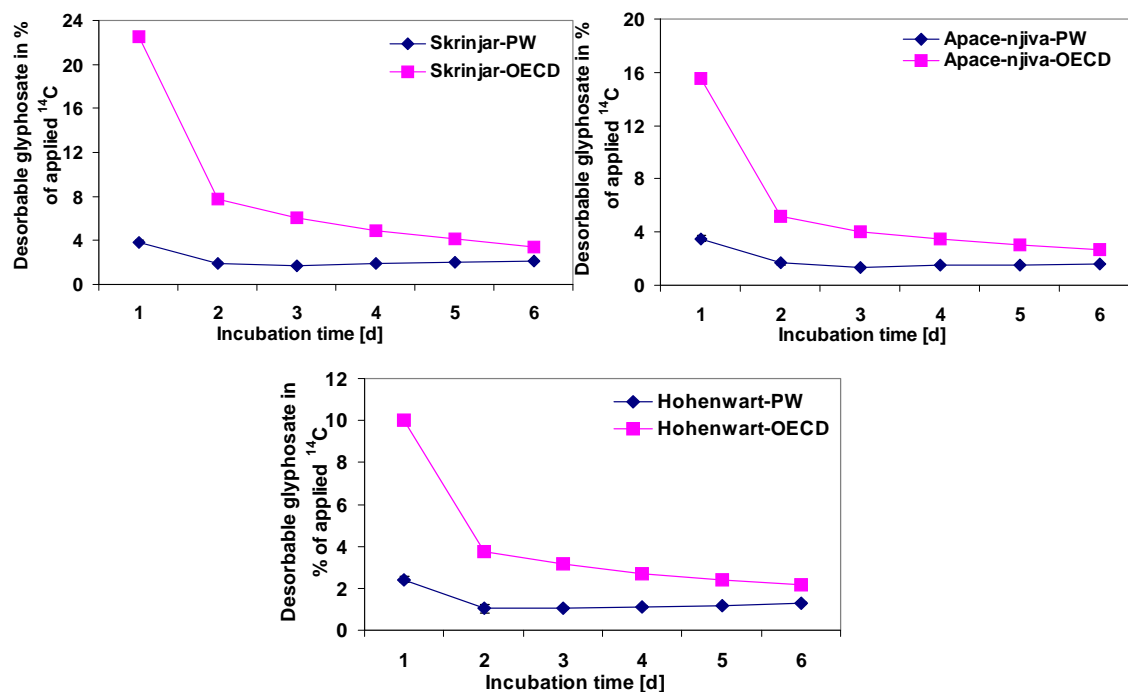 Desorbable glyphosate in %
of applied ¹⁴C
24
20
16
12
8
4
0
Skrinjar-PW
Skrinjar-OECD
1 2 3 4 5 6
Incubation time [d]
Desorbable glyphosate in %
of applied ¹⁴C
20
16
12
8
4
0
Apace-njiva-PW
Apace-njiva-OECD
1 2 3 4 5 6
Incubation time [d]
Desorbable glyphosate in
% of applied ¹⁴C
12
10
8
6
4
2
0
Hohenwart-PW
Hohenwart-OECD
1 2 3 4 5 6
Incubation time [d]